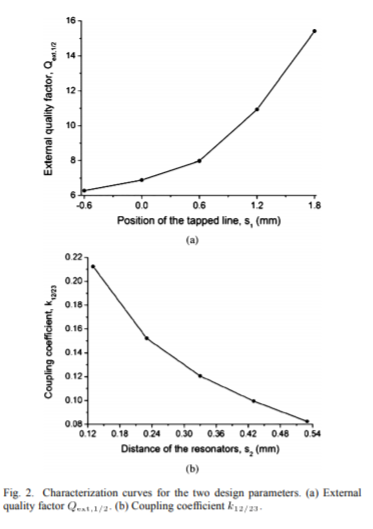 16
14
12
10
8
6
External quality factor, Qext,1/2
-0.6 0.0 0.6 1.2 1.8
Position of the tapped line, s1 (mm)
(a)
0.22
0.20
0.18
0.16
0.14
0.12
0.10
0.08
Coupling coefficient, k12/23
0.12 0.18 0.24 0.30 0.36 0.42 0.48 0.54
Distance of the resonators, s2 (mm)
(b)
Fig. 2. Characterization curves for the two design parameters. (a) External
quality factor Qext,1/2. (b) Coupling coefficient k12/23.